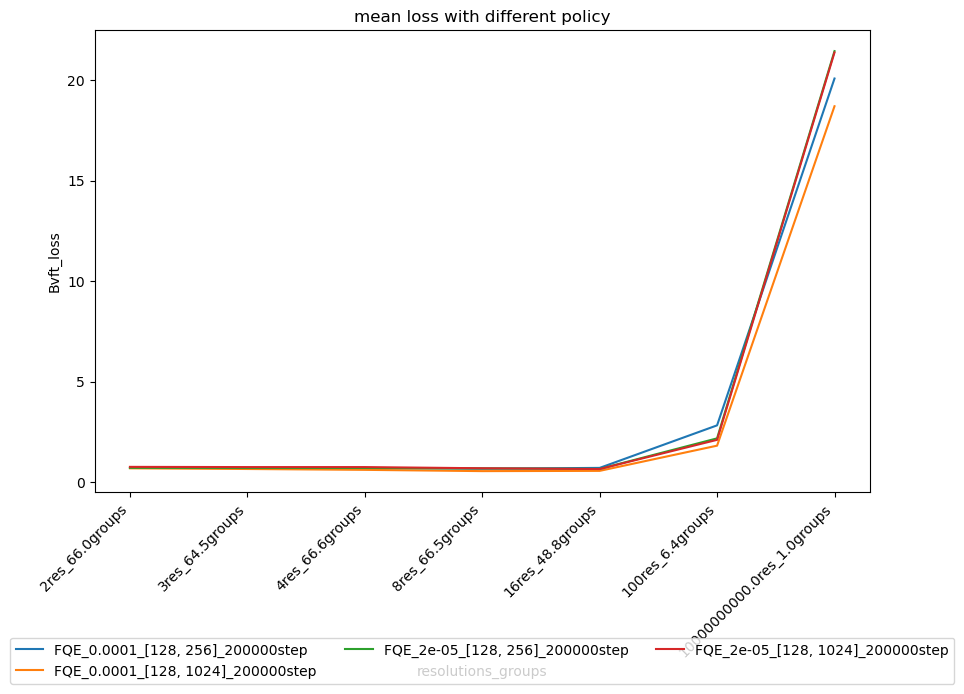 mean loss with different policy
Bvft_loss
20
15
10
5
0
2res_66.0groups
3res_64.5groups
4res_66.6groups
8res_66.5groups
16res_48.8groups
100res_6.4groups
FQE_0.0001_[128, 256]_200000step
FQE_0.0001_[128, 1024]_200000step
FQE_2e-05_[128, 256]_200000step
FQE_2e-05_[128, 1024]_200000step
resolutions_groups